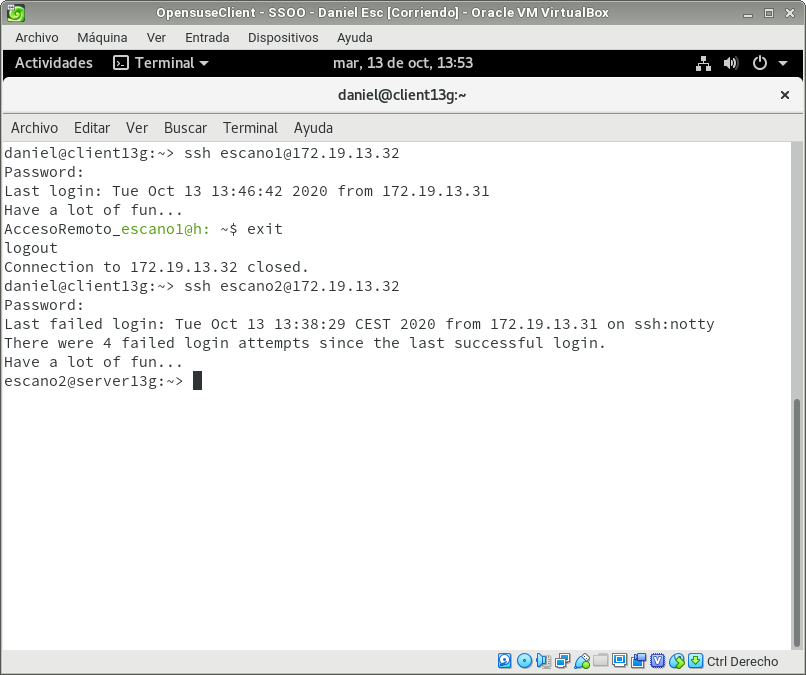 OpensuseClient - SSOO - Daniel Esc [Corriendo] - Oracle VM VirtualBox
Archivo Máquina Ver Entrada Dispositivos Ayuda
Actividades Terminal mar, 13 de oct, 13:53
daniel@client13g:~
Archivo Editar Ver Buscar Terminal Ayuda
daniel@client13g:~> ssh escano1@172.19.13.32
Password:
Last login: Tue Oct 13 13:46:42 2020 from 172.19.13.31
Have a lot of fun...
AccesoRemoto_escano1@h: ~$ exit
logout
Connection to 172.19.13.32 closed.
daniel@client13g:~> ssh escano2@172.19.13.32
Password:
Last failed login: Tue Oct 13 13:38:29 CEST 2020 from 172.19.13.31 on ssh:notty
There were 4 failed login attempts since the last successful login.
Have a lot of fun...
escano2@server13g:~>
Ctrl Derecho